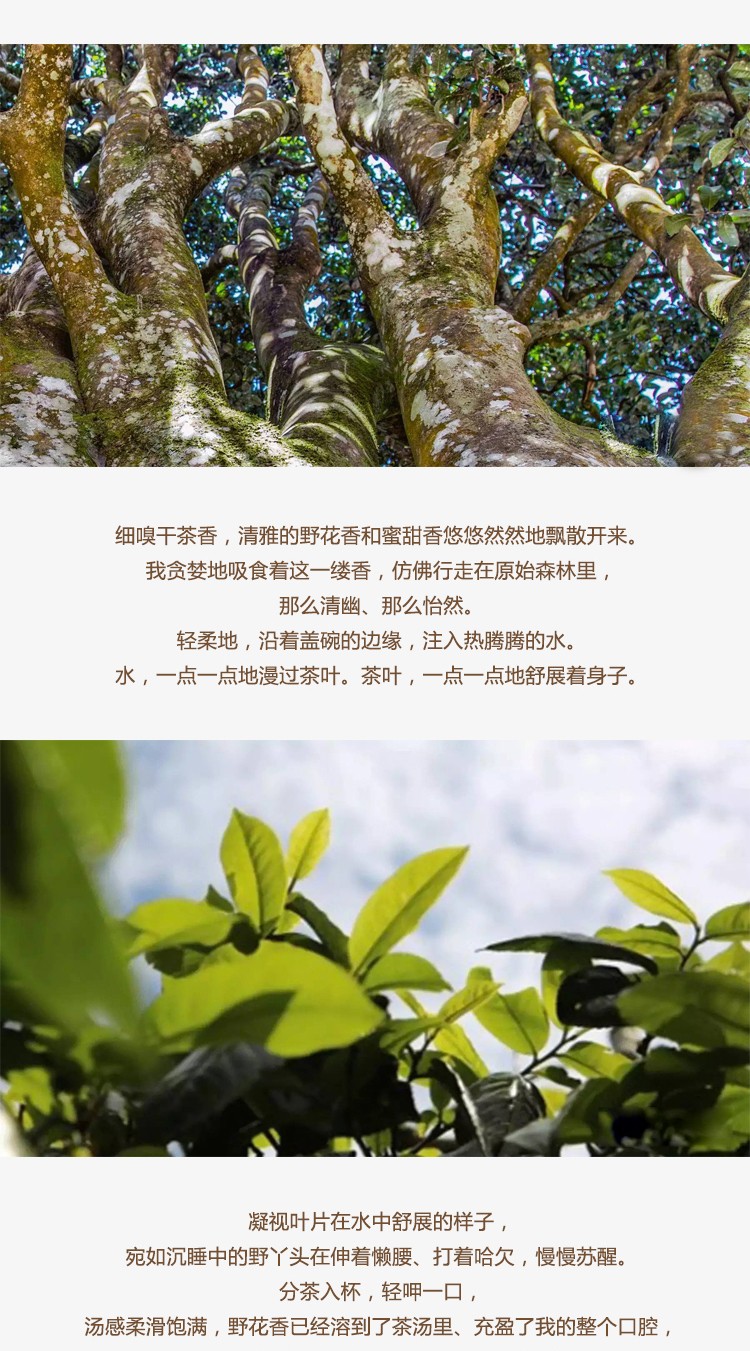 细嗅干茶香，清雅的野花香和蜜甜香悠悠然然地飘散开来。
我贪婪地吸食着这一缕香，仿佛行走在原始森林里，
那么清幽、那么怡然。
轻柔地，沿着盖碗的边缘，注入热腾腾的水。
水，一点一点地漫过茶叶。茶叶，一点一点地舒展着身子。
凝视叶片在水中舒展的样子，
宛如沉睡中的野丫头在伸着懒腰、打着哈欠，慢慢苏醒。
分茶入杯，轻呷一口，
汤感柔滑饱满，野花香已经溶到了茶汤里、充盈了我的整个口腔，